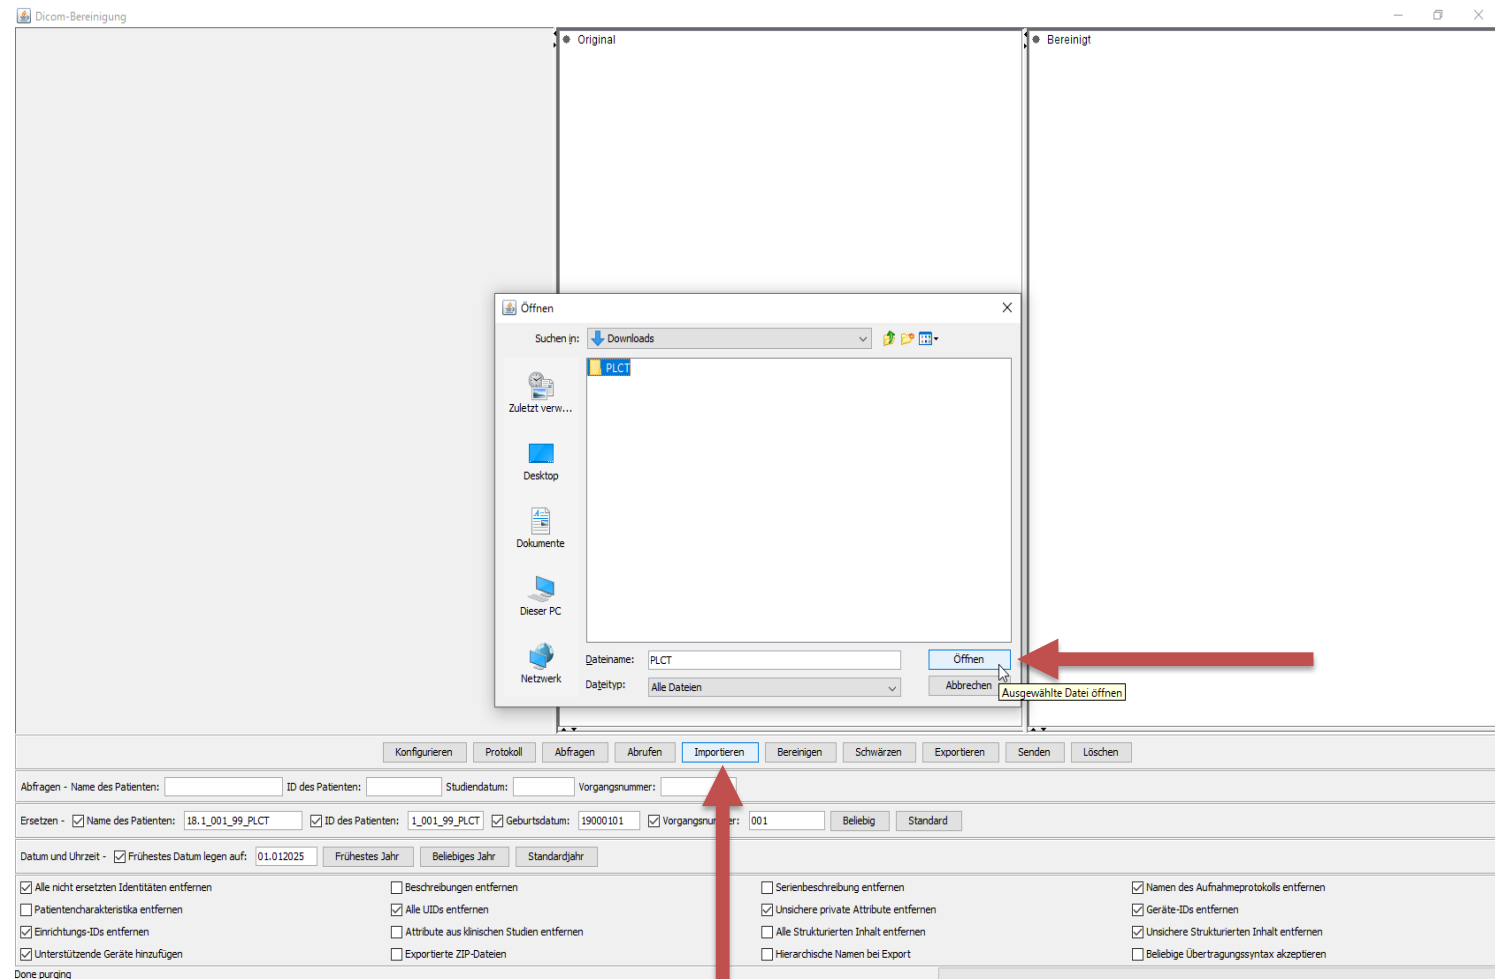 Dicom-Bereinigung
Original
Bereinigt
Öffnen
Suchen in: Downloads
PLCT
Zuletzt verw...
Desktop
Dokumente
Dieser PC
Netzwerk
Dateiname: PLCT Öffnen
Dateityp: Alle Dateien Abbrechen
Ausgewählte Datei öffnen
Konfigurieren Protokoll Abfragen Abrufen Importieren Bereinigen Schwärzen Exportieren Senden Löschen
Abfragen - Name des Patienten: ID des Patienten: Studiendatum: Vorgangsnummer:
Ersetzen - Name des Patienten: 18.1_001_99_PLCT ID des Patienten: 1_001_99_PLCT Geburtsdatum: 19000101 Vorgangsnummer: 001 Beliebig Standard
Datum und Uhrzeit - Frühestes Datum legen auf: 01.012025 Frühestes Jahr Beliebiges Jahr Standardjahr
Alle nicht ersetzten Identitäten entfernen Beschreibungen entfernen Serienbeschreibung entfernen Namen des Aufnahmeprotokolls entfernen
Patientencharakteristika entfernen Alle UIDs entfernen Unsichere private Attribute entfernen Geräte-IDs entfernen
Einrichtungs-IDs entfernen Attribute aus klinischen Studien entfernen Alle Strukturierten Inhalt entfernen Unsichere Strukturierten Inhalt entfernen
Unterstützende Geräte hinzufügen Exportierte ZIP-Dateien Hierarchische Namen bei Export Beliebige Übertragungssyntax akzeptieren
Done purging